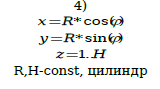 4)
x=R*cos(φ)
y=R*sin(φ)
z=1..H
R,H-const, цилиндр